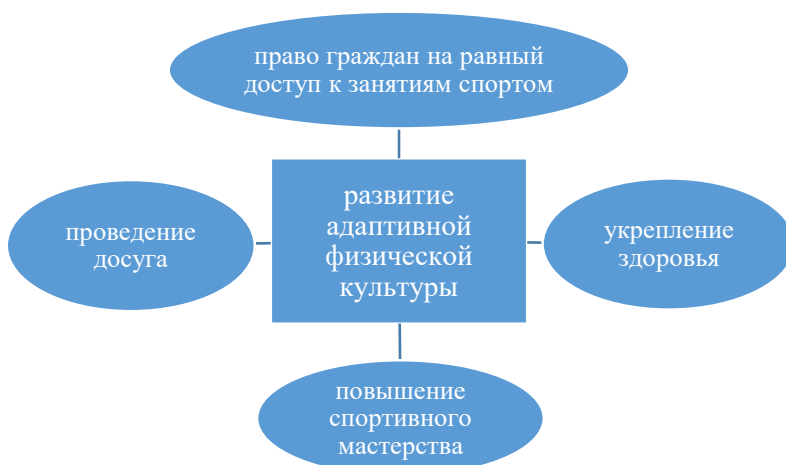 право граждан на равный
доступ к занятиям спортом
развитие
адаптивной
физической
культуры
проведение
досуга
укрепление
здоровья
повышение
спортивного
мастерства